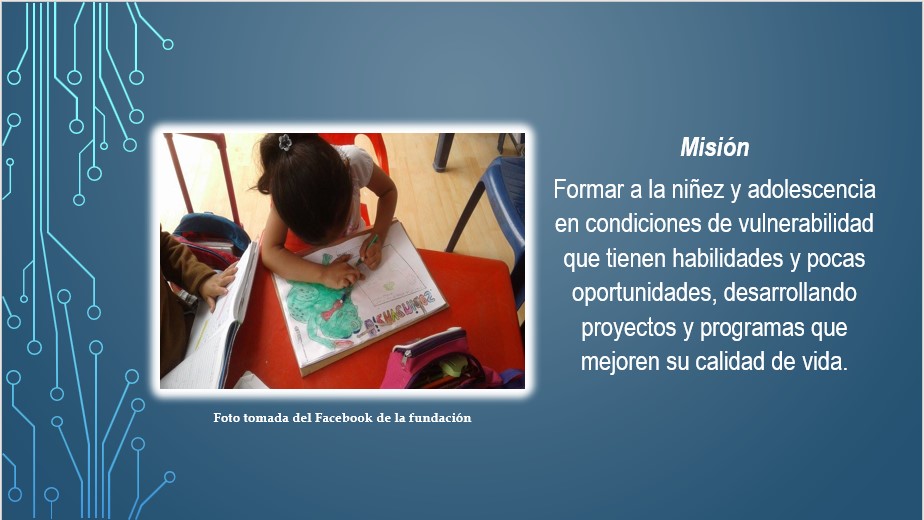 Misión
Formar a la niñez y adolescencia
en condiciones de vulnerabilidad
que tienen habilidades y pocas
oportunidades, desarrollando
proyectos y programas que
mejoren su calidad de vida.
Foto tomada del Facebook de la fundación